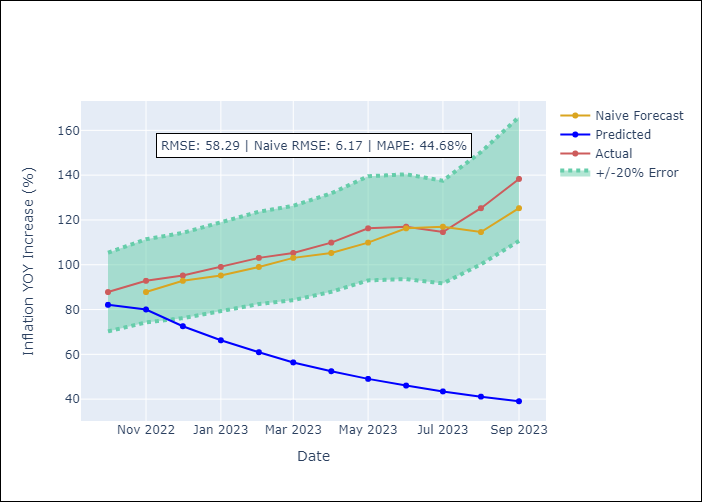 RMSE: 58.29 | Naive RMSE: 6.17 | MAPE: 44.68%
Naive Forecast
Predicted
Actual
+/-20% Error
Inflation YOY Increase (%)
160
140
120
100
80
60
40
Nov 2022
Jan 2023
Mar 2023
May 2023
Jul 2023
Sep 2023
Date